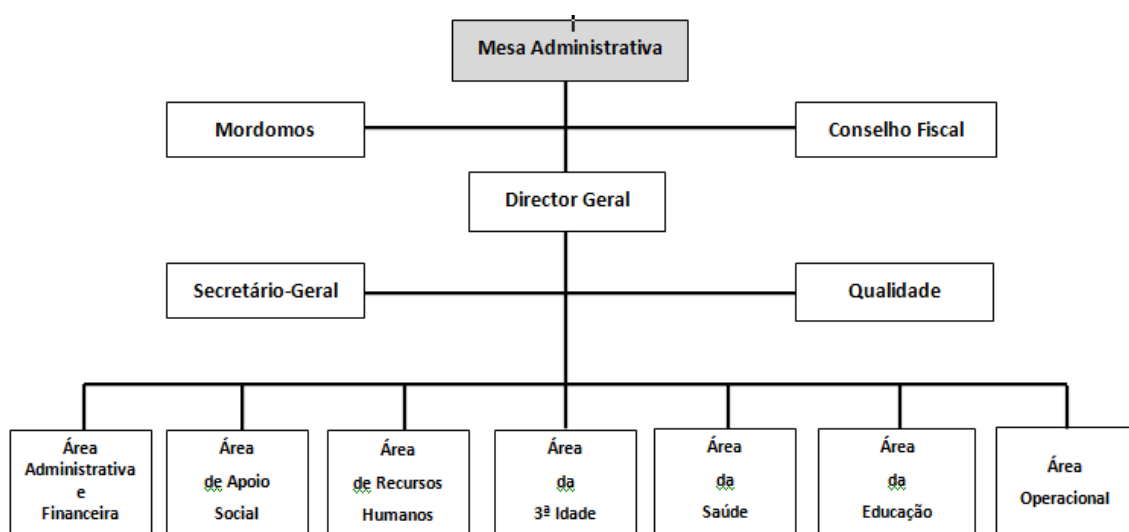 Mesa Administrativa
Mordomos
Conselho Fiscal
Director Geral
Secretário-Geral
Qualidade
Área
Administrativa
e
Financeira
Área
de Apoio
Social
Área
de Recursos
Humanos
Área
da
3ª Idade
Área
da
Saúde
Área
da
Educação
Área
Operacional